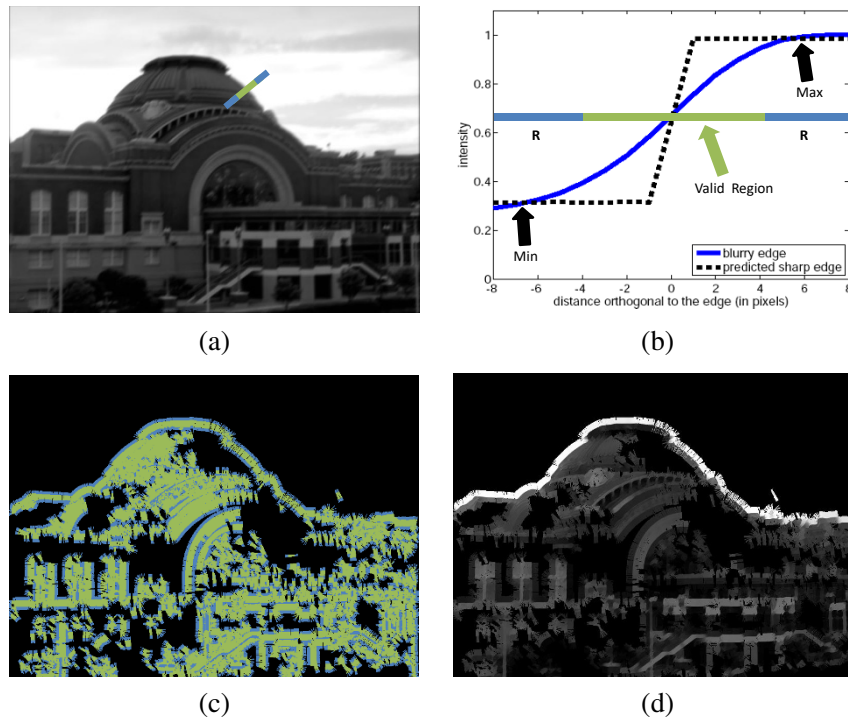 intensity
1
0.8
0.6
0.4
0.2
0
Max
R
R
Valid Region
Min
blurry edge
predicted sharp edge
-8
-6
-4
-2
0
2
4
6
8
distance orthogonal to the edge (in pixels)
(a)
(b)
(c)
(d)